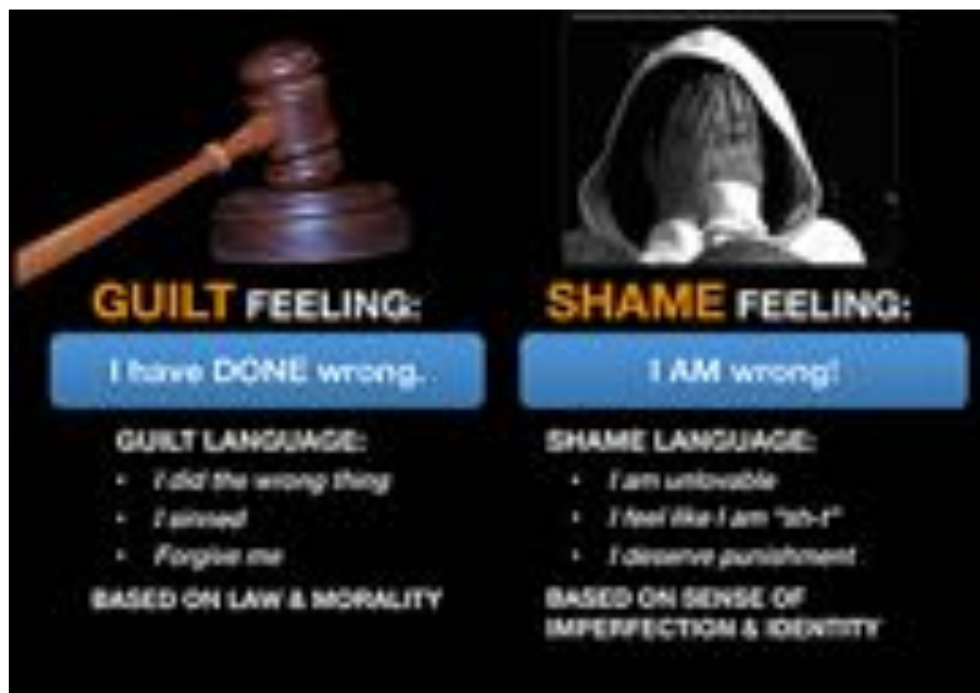 GUILT FEELING:
I have DONE wrong.
GUILT LANGUAGE:
• I did the wrong thing
• I sinned
• Forgive me
BASED ON LAW & MORALITY
SHAME FEELING:
I AM wrong!
SHAME LANGUAGE:
• I am unlovable
• I feel like I am "sh-t"
• I deserve punishment
BASED ON SENSE OF
IMPERFECTION & IDENTITY